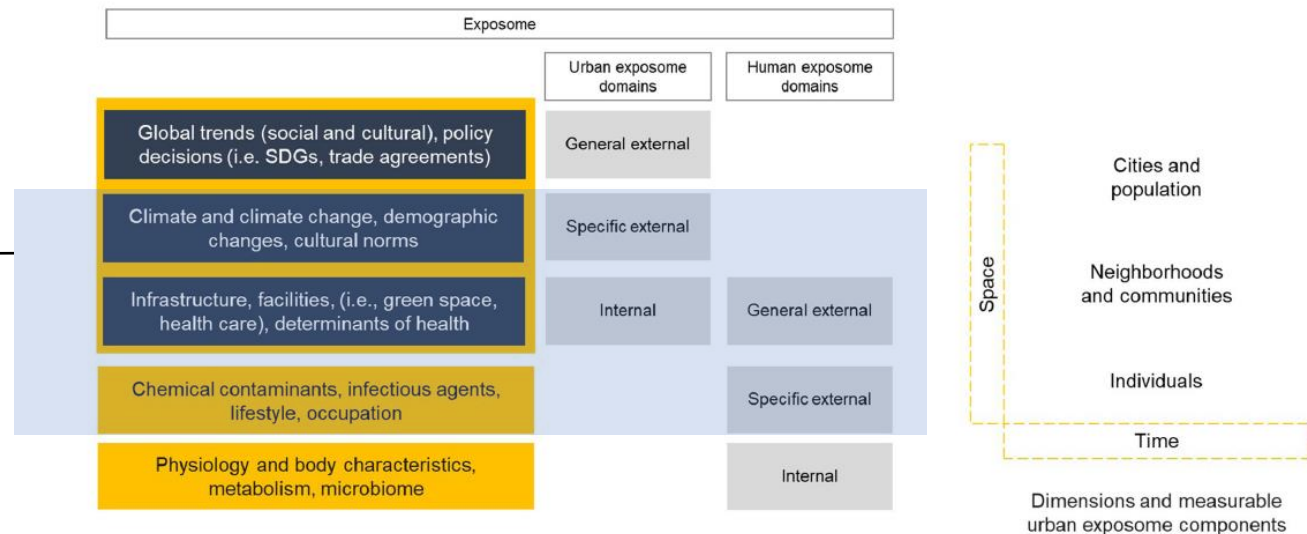 Exposome
Urban exposome
domains
Human exposome
domains
Global trends (social and cultural), policy
decisions (i.e. SDGs, trade agreements)
General external
Climate and climate change, demographic
changes, cultural norms
Specific external
Infrastructure, facilities, (i.e., green space,
health care), determinants of health
Internal
General external
Chemical contaminants, infectious agents,
lifestyle, occupation
Specific external
Physiology and body characteristics,
metabolism, microbiome
Internal
Space
Cities and
population
Neighborhoods
and communities
Individuals
Time
Dimensions and measurable
urban exposome components